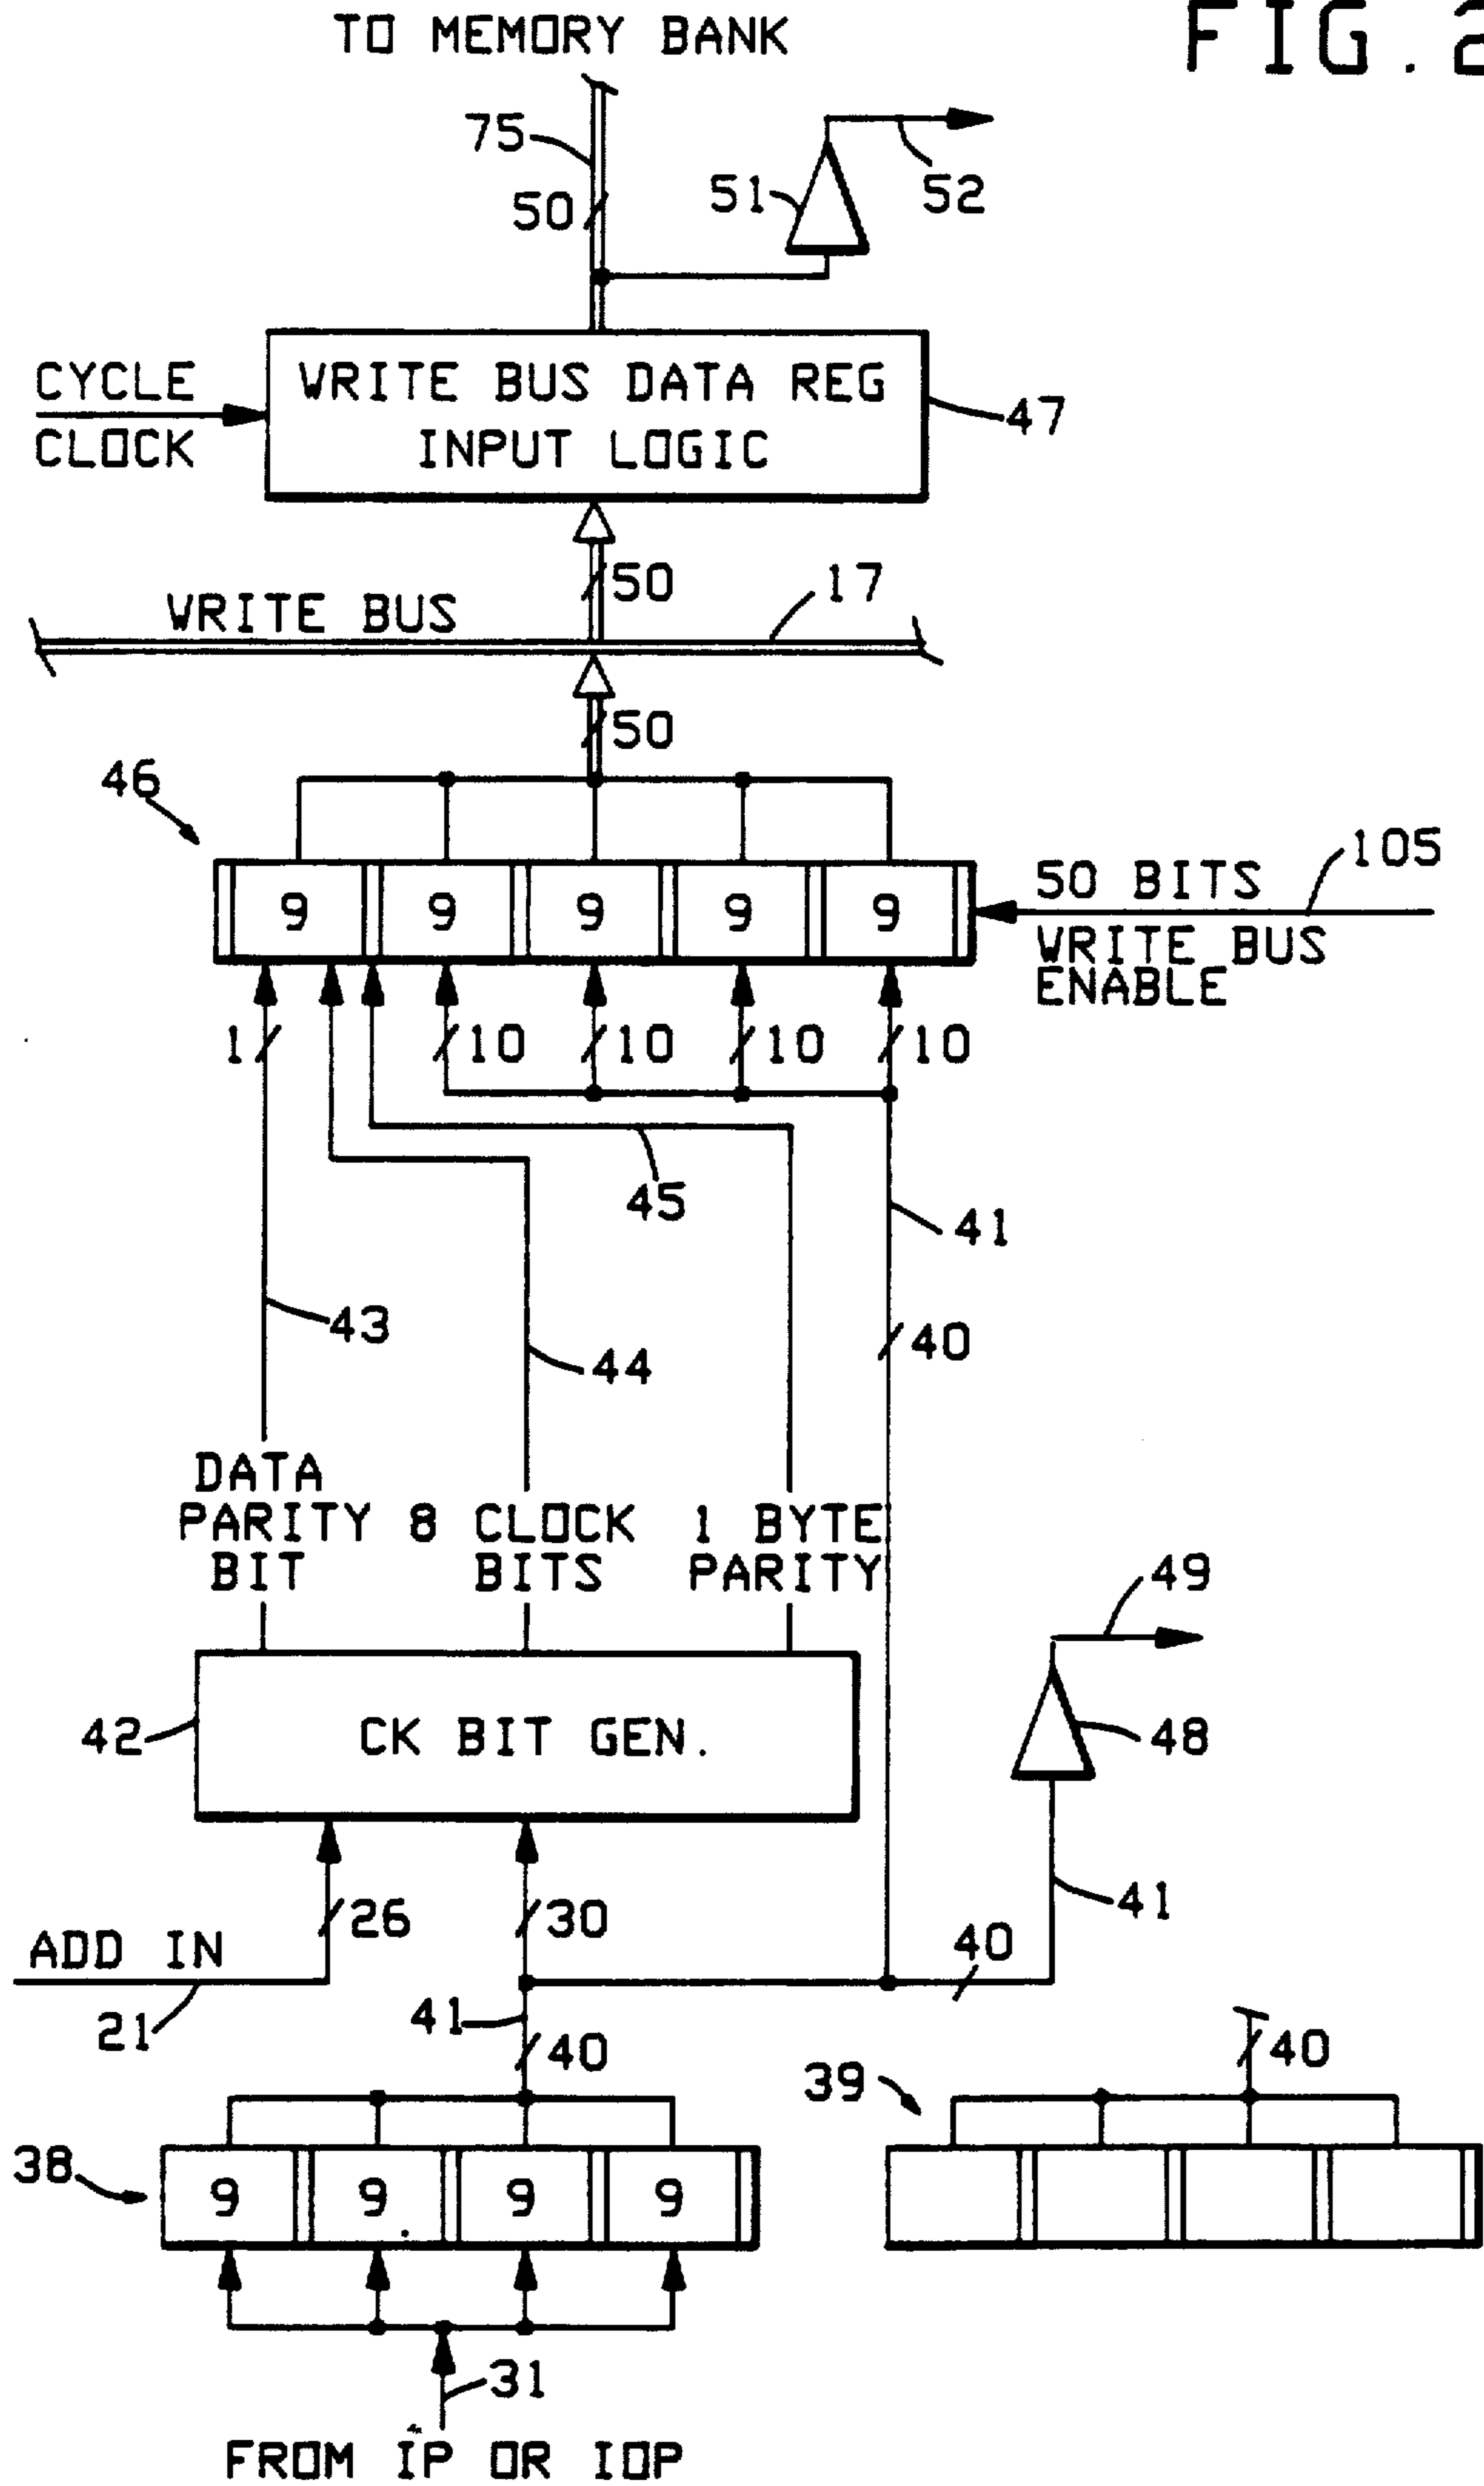 TO MEMORY BANK
FIG. 2
75
50
51
52
CYCLE
CLOCK
WRITE BUS DATA REG
INPUT LOGIC
47
50
17
WRITE BUS
50
46
9 9 9 9 9
50 BITS
WRITE BUS
ENABLE
105
1 10 10 10 10
45
41
43
44
40
DATA
PARITY
BIT
8 CLOCK
BITS
1 BYTE
PARITY
49
42
CK BIT GEN.
48
26
30
41
ADD IN
40
21
41
40
39
40
38
9 9 9 9
31
FROM IP OR IOP